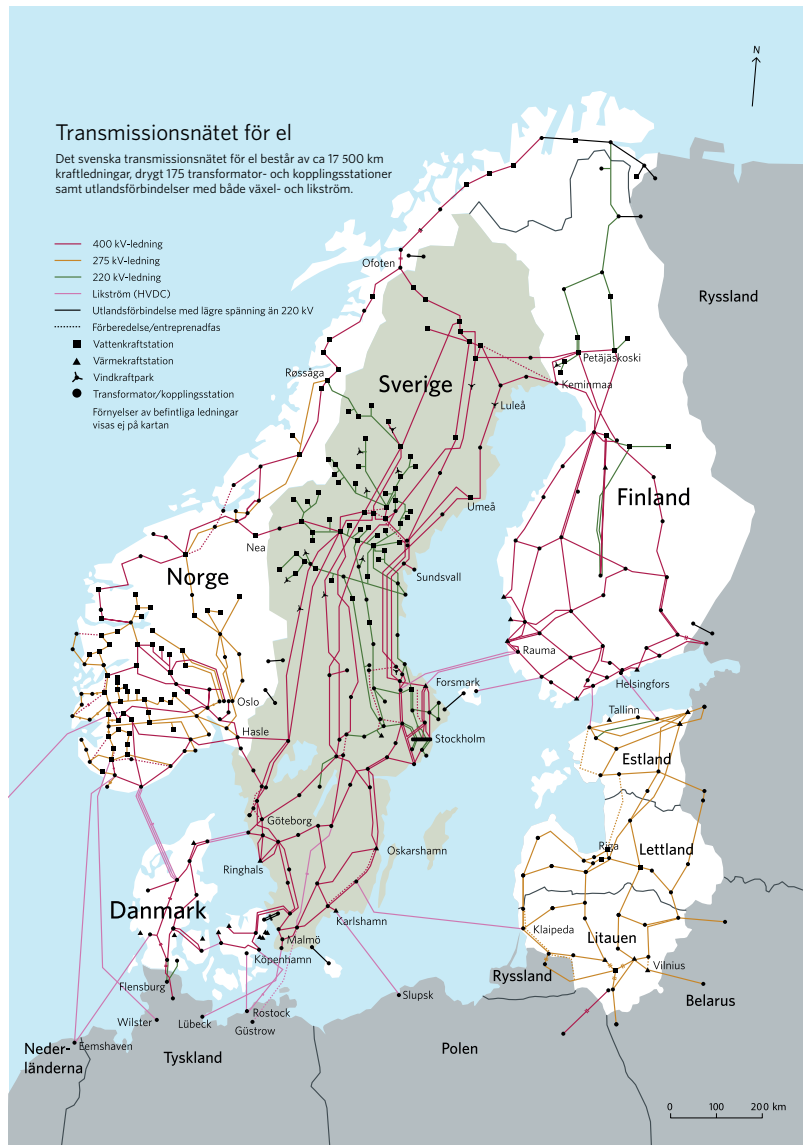 N
Transmissionsnätet för el
Det svenska transmissionsnätet för el består av ca 17 500 km
kraftledningar, drygt 175 transformator- och kopplingsstationer
samt utlandsförbindelser med både växel- och likström.
400 kV-ledning
275 kV-ledning
220 kV-ledning
Likström (HVDC)
Utlandsförbindelse med lägre spänning än 220 kV
Förberedelse/entreprenadfas
Vattenkraftstation
Värmekraftstation
Vindkraftpark
Transformator/kopplingsstation
Förnyelser av befintliga ledningar
visas ej på kartan
Ofoten
Ryssland
Røssåga
Petäjäskoski
Sverige
Keminmaa
Luleå
Finland
Umeå
Nea
Norge
Sundsvall
Rauma
Forsmark
Helsingfors
Oslo
Tallinn
Hasle
Stockholm
Estland
Göteborg
Riga
Oskarshamn
Lettland
Ringhals
Danmark
Karlshamn
Klaipeda
Litauen
Malmö
Köpenhamn
Vilnius
Ryssland
Flensburg
Slupsk
Belarus
Rostock
Wilster
Lübeck
Güstrow
Neder-
länderna
Eemshaven
Tyskland
Polen
0 100 200 km